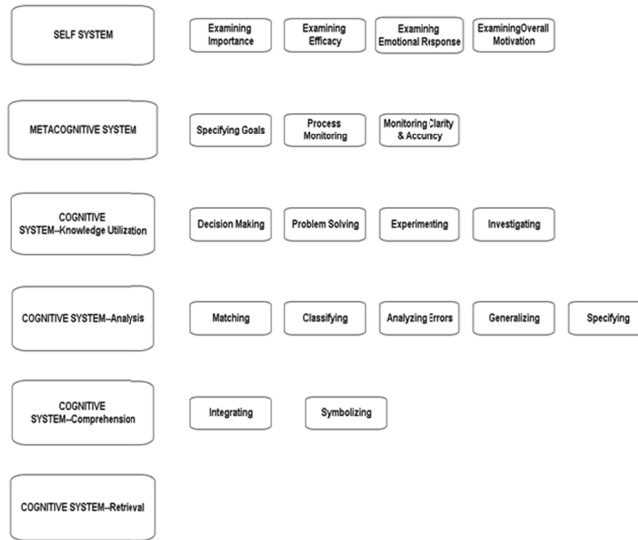 SELF SYSTEM
Examining
Importance
Examining
Efficacy
Examining
Emotional Response
ExaminingOverall
Motivation
METACOGNITIVE SYSTEM
Specifying Goals
Process
Monitoring
Monitoring Clarity
& Accuracy
COGNITIVE
SYSTEM--Knowledge Utilization
Decision Making
Problem Solving
Experimenting
Investigating
COGNITIVE SYSTEM--Analysis
Matching
Classifying
Analyzing Errors
Generalizing
Specifying
COGNITIVE
SYSTEM--Comprehension
Integrating
Symbolizing
COGNITIVE SYSTEM--Retrieval